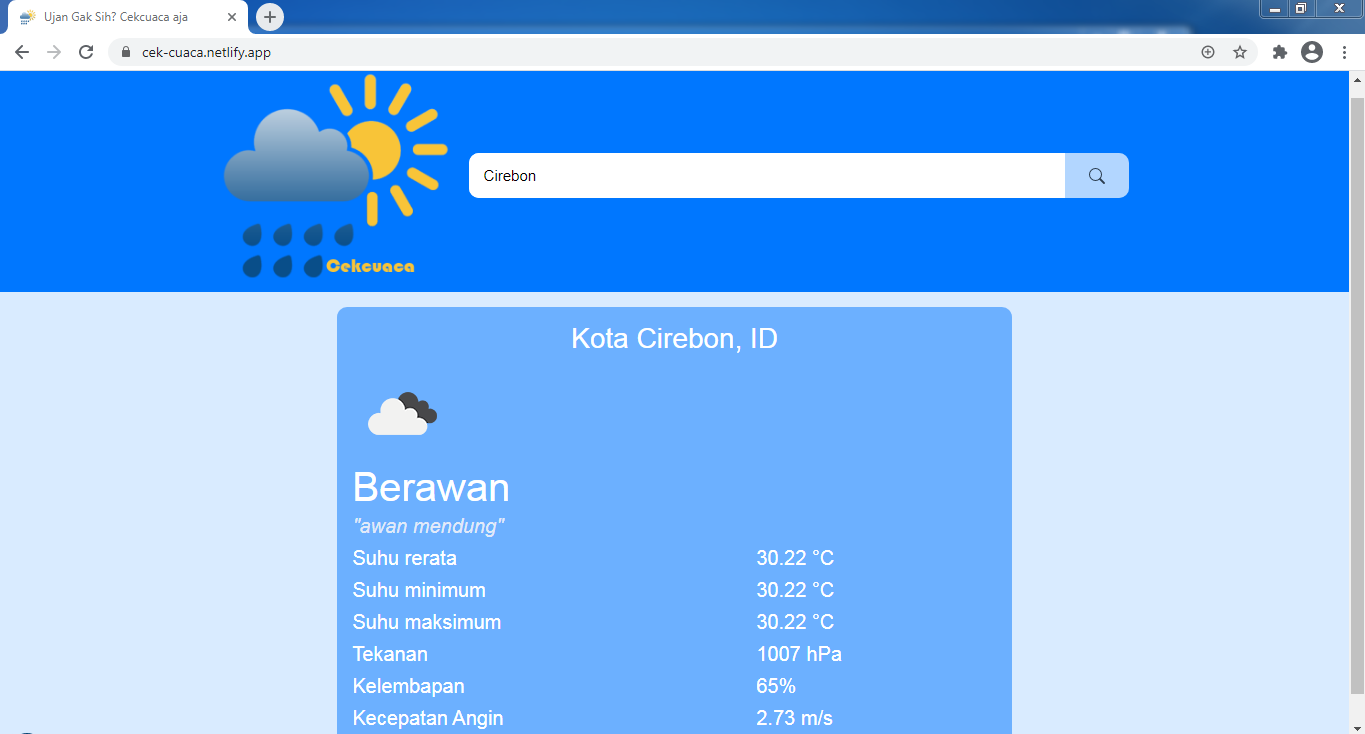 Ujan Gak Sih? Cekcuaca aja
cek-cuaca.netlify.app
Cekcuaca
Cirebon
Kota Cirebon, ID
Berawan
"awan mendung"
Suhu rerata 30.22 °C
Suhu minimum 30.22 °C
Suhu maksimum 30.22 °C
Tekanan 1007 hPa
Kelembapan 65%
Kecepatan Angin 2.73 m/s